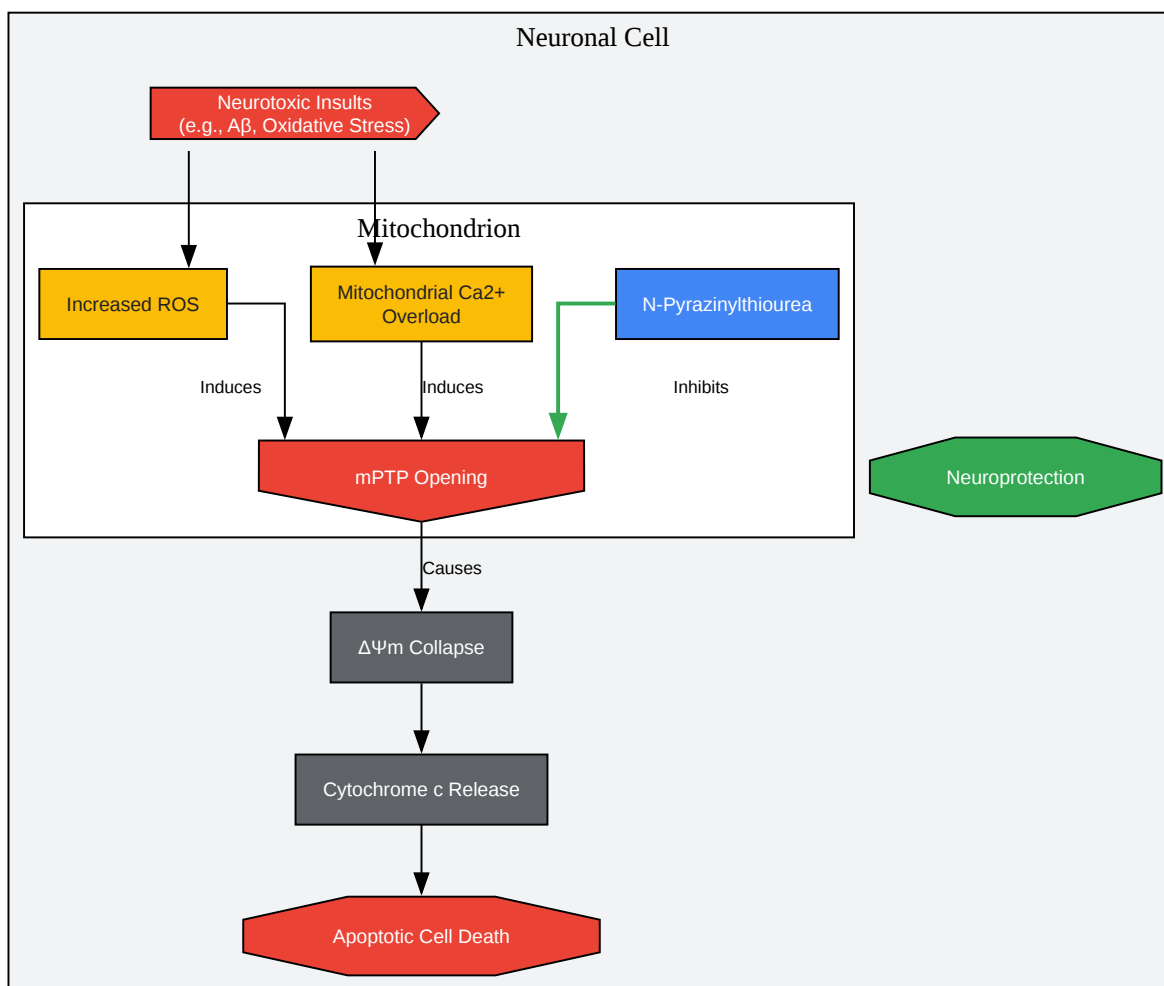 Neuronal Cell
Neurotoxic Insults
(e.g., Aβ, Oxidative Stress)
Mitochondrion
Increased ROS
Mitochondrial Ca2+
Overload
N-Pyrazinylthiourea
Induces
Induces
Inhibits
mPTP Opening
Neuroprotection
Causes
ΔΨm Collapse
Cytochrome c Release
Apoptotic Cell Death